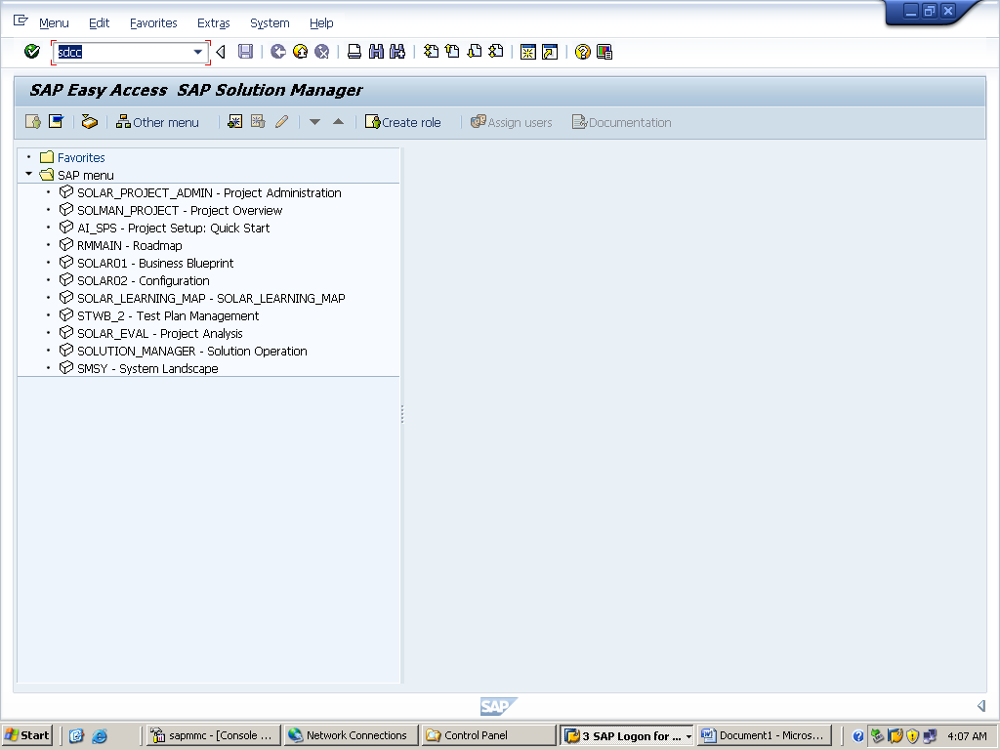 Menu Edit Favorites Extras System Help
sdcc
SAP Easy Access SAP Solution Manager
Other menu Create role Assign users Documentation
Favorites
SAP menu
SOLAR_PROJECT_ADMIN - Project Administration
SOLMAN_PROJECT - Project Overview
AI_SPS - Project Setup: Quick Start
RMMAIN - Roadmap
SOLAR01 - Business Blueprint
SOLAR02 - Configuration
SOLAR_LEARNING_MAP - SOLAR_LEARNING_MAP
STWB_2 - Test Plan Management
SOLAR_EVAL - Project Analysis
SOLUTION_MANAGER - Solution Operation
SMSY - System Landscape
SAP
Start sapmmc - [Console ... Network Connections Control Panel 3 SAP Logon for ... Document1 - Micros... 4:07 AM